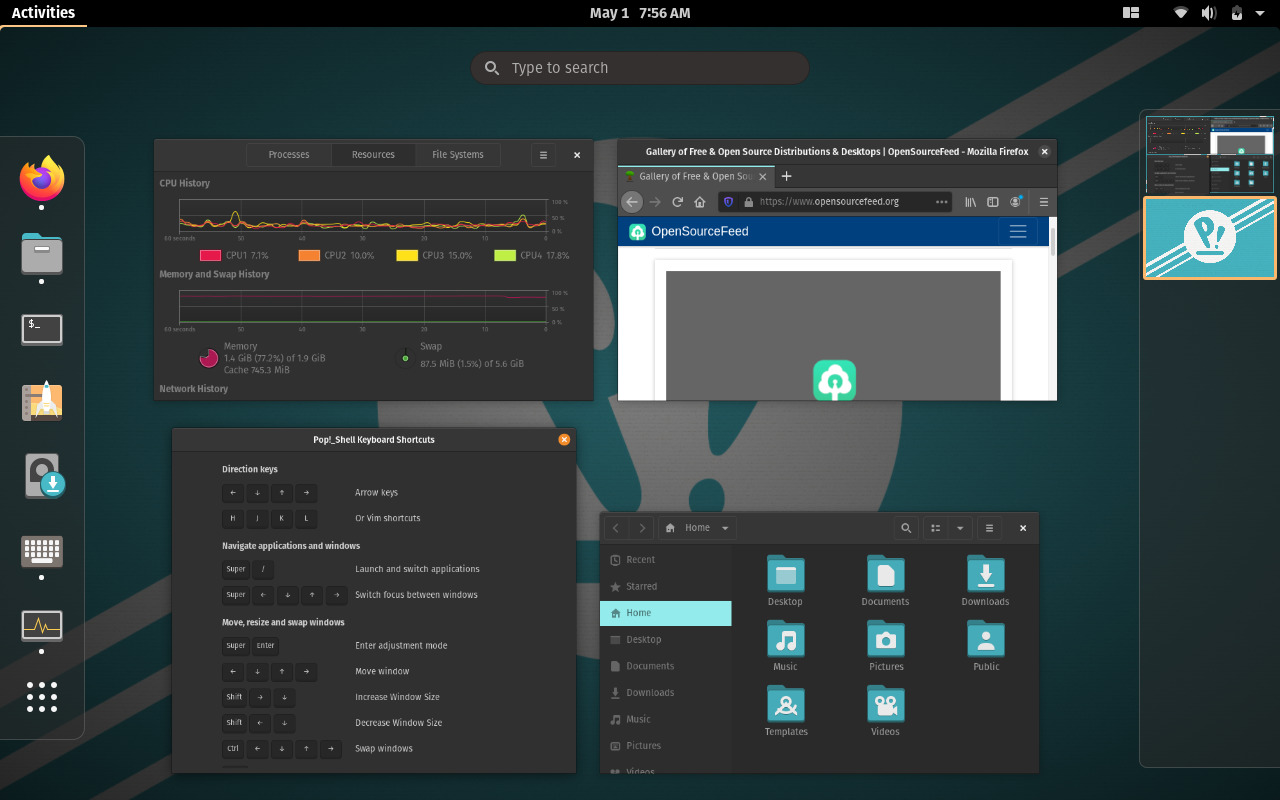 Activities
May 1 7:56 AM
Type to search
Processes
Resources
File Systems
CPU History
100 %
50 %
0 %
60 seconds
50
40
30
20
10
0
CPU1 7.1%
CPU2 10.0%
CPU3 15.0%
CPU4 17.8%
Memory and Swap History
100 %
50 %
0 %
60 seconds
50
40
30
20
10
0
Memory
1.4 GiB (77.2%) of 1.9 GiB
Cache 745.3 MiB
Swap
87.5 MiB (1.5%) of 5.6 GiB
Network History
Gallery of Free & Open Source Distributions & Desktops | OpenSourceFeed - Mozilla Firefox
Gallery of Free & Open Sou
https://www.opensourcefeed.org
OpenSourceFeed
Pop!_Shell Keyboard Shortcuts
Direction keys
← ↓ ↑ → Arrow keys
H J K L Or Vim shortcuts
Navigate applications and windows
Super / Launch and switch applications
Super ← ↓ ↑ → Switch focus between windows
Move, resize and swap windows
Super Enter Enter adjustment mode
← ↓ ↑ → Move window
Shift → ↓ Increase Window Size
Shift ← ↓ Decrease Window Size
Ctrl ← ↓ ↑ → Swap windows
Home
Recent
Starred
Home
Desktop
Documents
Downloads
Music
Pictures
Videos
Desktop
Documents
Downloads
Music
Pictures
Public
Templates
Videos
$_
P!